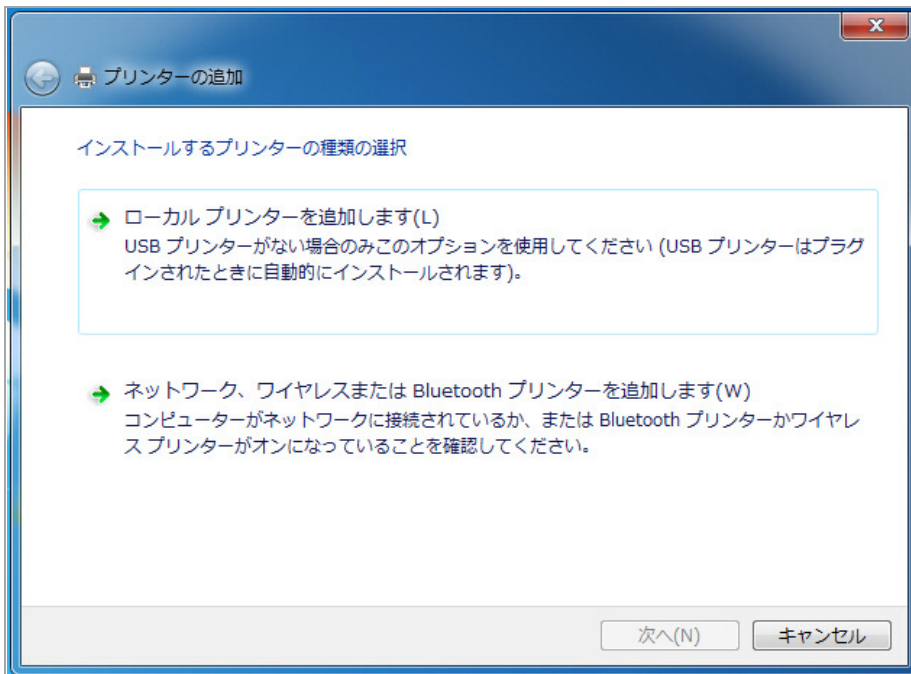 プリンターの追加
インストールするプリンターの種類の選択
ローカル プリンターを追加します(L)
USB プリンターがない場合のみこのオプションを使用してください (USB プリンターはプラグ
インされたときに自動的にインストールされます)。
ネットワーク、ワイヤレスまたは Bluetooth プリンターを追加します(W)
コンピューターがネットワークに接続されているか、または Bluetooth プリンターかワイヤレ
ス プリンターがオンになっていることを確認してください。
次へ(N) キャンセル